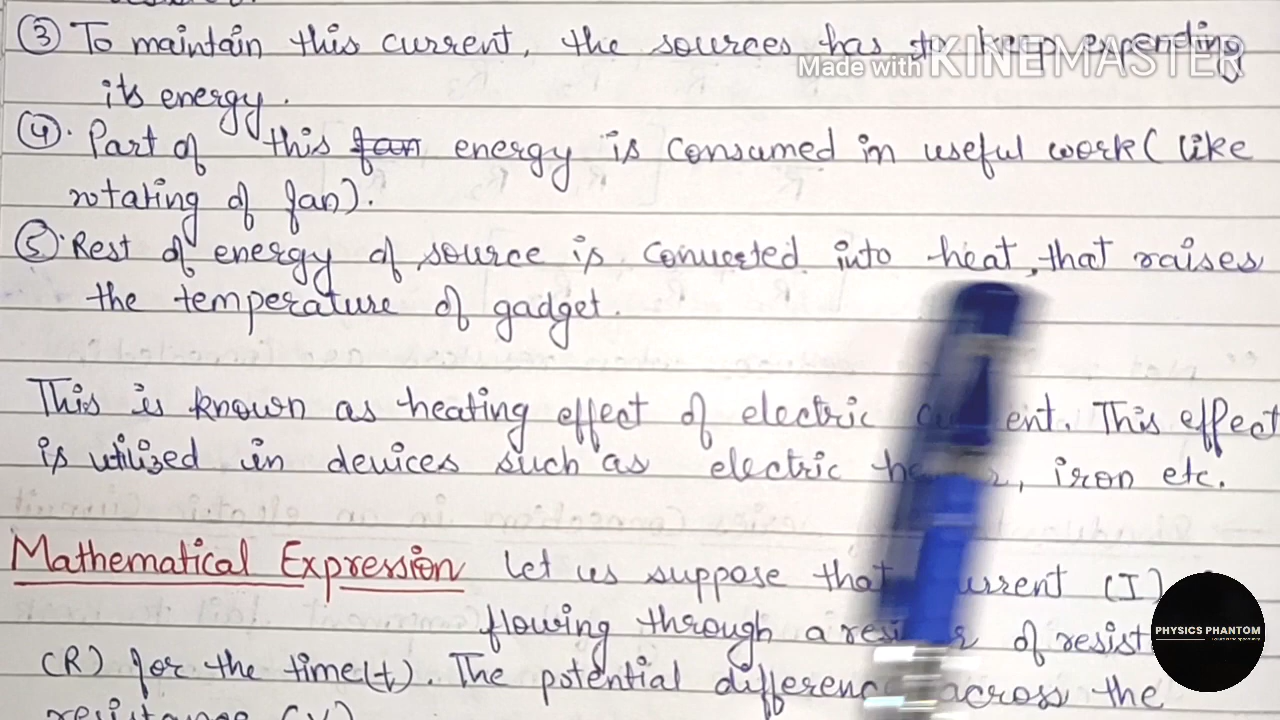 ③ To maintain this current, the sources has to keep expending
its energy.
Made with KINEMASTER
④. Part of this fan energy is consumed in useful work (like
rotating of fan).
⑤. Rest of energy of source is converted into heat, that raises
the temperature of gadget.
This is known as heating effect of electric ent. This effect
is utilized in devices such as electric, iron etc.
Mathematical Expression Let us suppose that (I)
flowing through a of
PHYSICS PHANTOM
(R) for the time (t). The potential across the
(V)